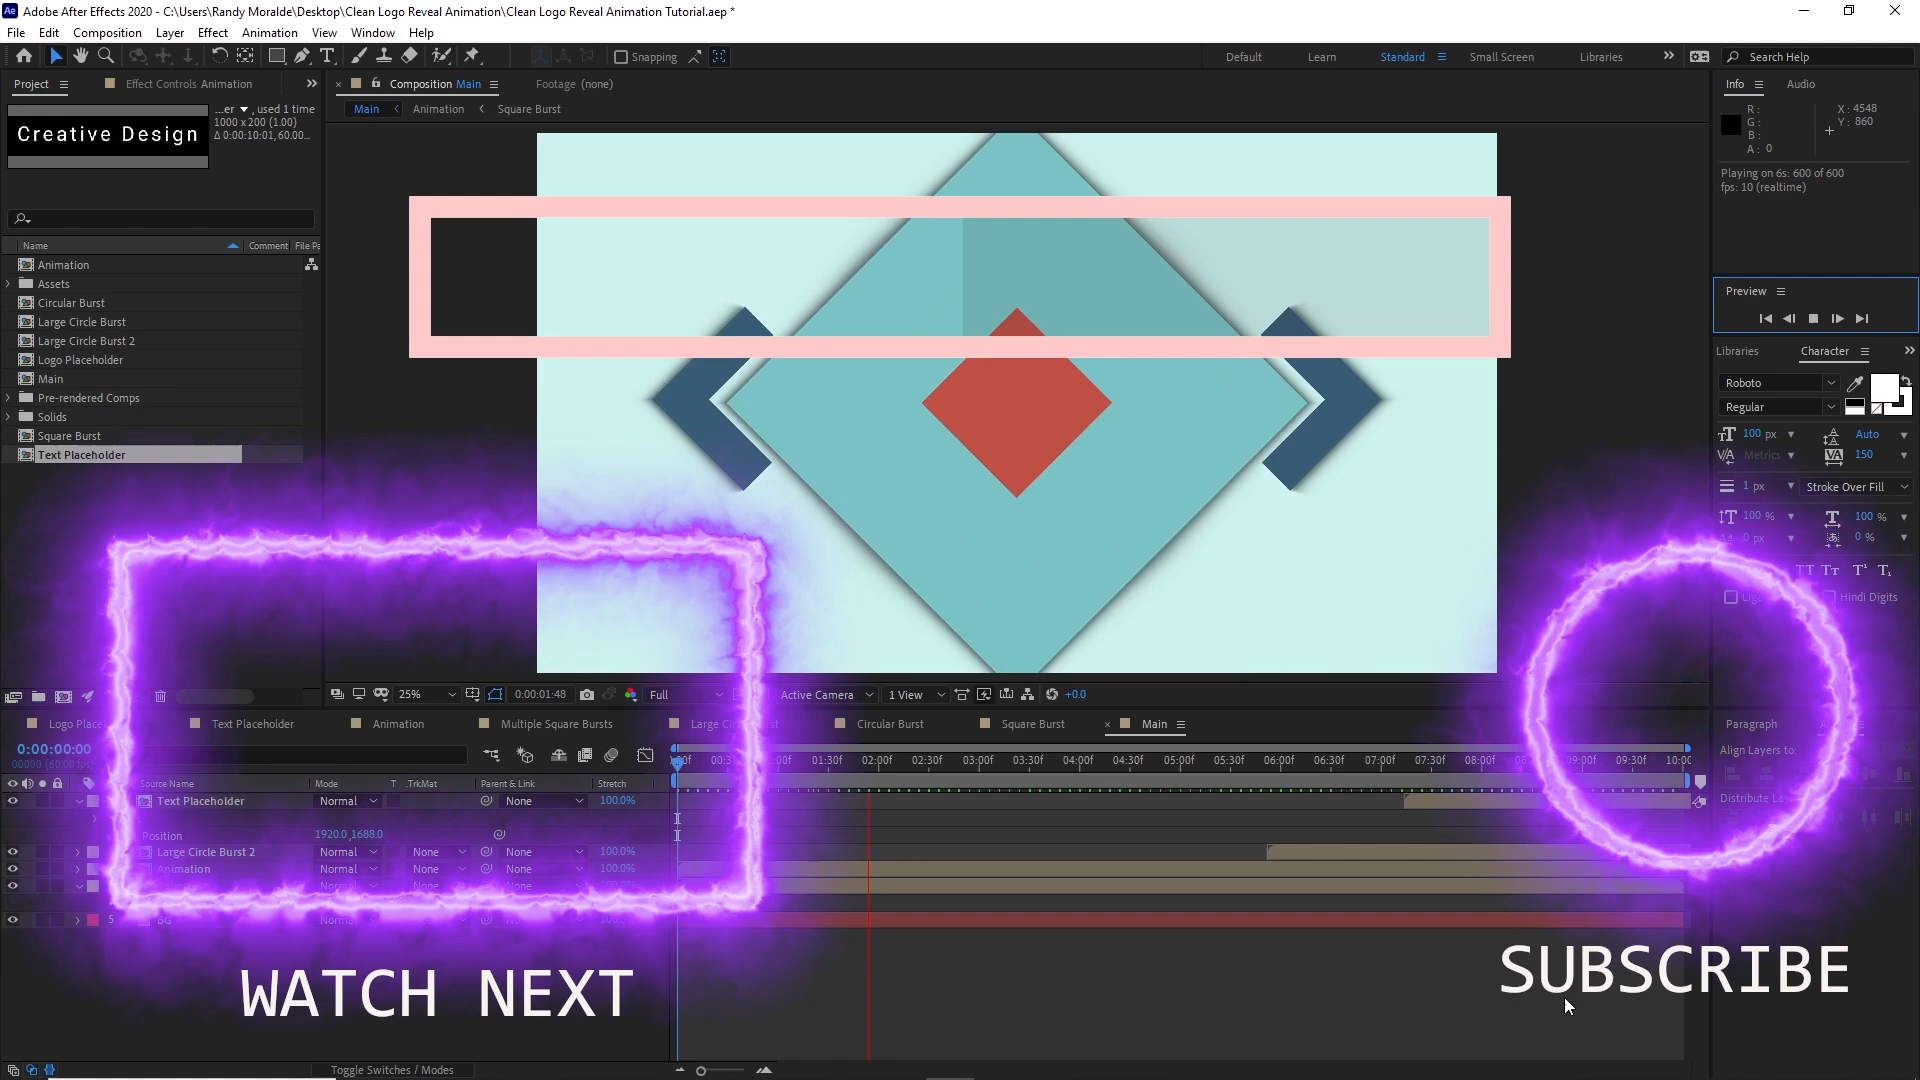 Adobe After Effects 2020 - C:\Users\Randy Moralde\Desktop\Clean Logo Reveal Animation\Clean Logo Reveal Animation Tutorial.aep *
File Edit Composition Layer Effect Animation View Window Help
Snapping
Default Learn Standard Small Screen Libraries
Search Help
Project
Effect Controls Animation
Composition Main
Footage (none)
Info Audio
Main Animation Square Burst
Creative Design
...er , used 1 time
1000 x 200 (1.00)
Δ 0:00:10:01, 60.00...
R :
G :
B :
A : 0
X : 4548
Y : 860
Playing on 6s: 600 of 600
fps: 10 (realtime)
Name Comment File Pa
Animation
Assets
Circular Burst
Large Circle Burst
Large Circle Burst 2
Logo Placeholder
Main
Pre-rendered Comps
Solids
Square Burst
Text Placeholder
Preview
Libraries Character
Roboto
Regular
100 px Auto
Metrics 150
1 px Stroke Over Fill
100 % 100 %
0 px 0 %
Hindi Digits
25% 0:00:01:48 Full Active Camera 1 View +0.0
Logo Place Text Placeholder Animation Multiple Square Bursts Large Ci Circular Burst Square Burst Main
Paragraph
Align Layers to:
Distribute Lay
0:00:00:00
00000 (60.00 fps)
00:3 01:30f 02:00f 02:30f 03:00f 03:30f 04:00f 04:30f 05:00f 05:30f 06:00f 06:30f 07:00f 07:30f 08:00f 09:00f 09:30f 10:00
Source Name Mode T .TrkMat Parent & Link Stretch
Text Placeholder Normal None 100.0%
Position 1920.0 ,1688.0
Large Circle Burst 2 Normal None None 100.0%
Animation Normal None None 100.0%
5 BG
WATCH NEXT
SUBSCRIBE
Toggle Switches / Modes